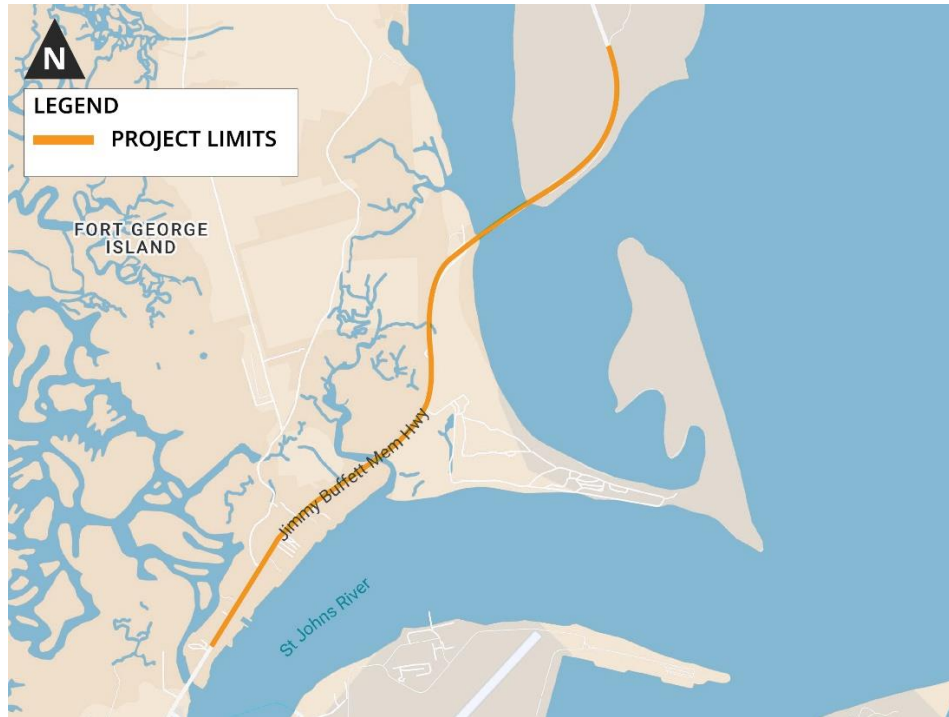 N
LEGEND
PROJECT LIMITS
FORT GEORGE
ISLAND
Jimmy Buffett Mem Hwy
St Johns River